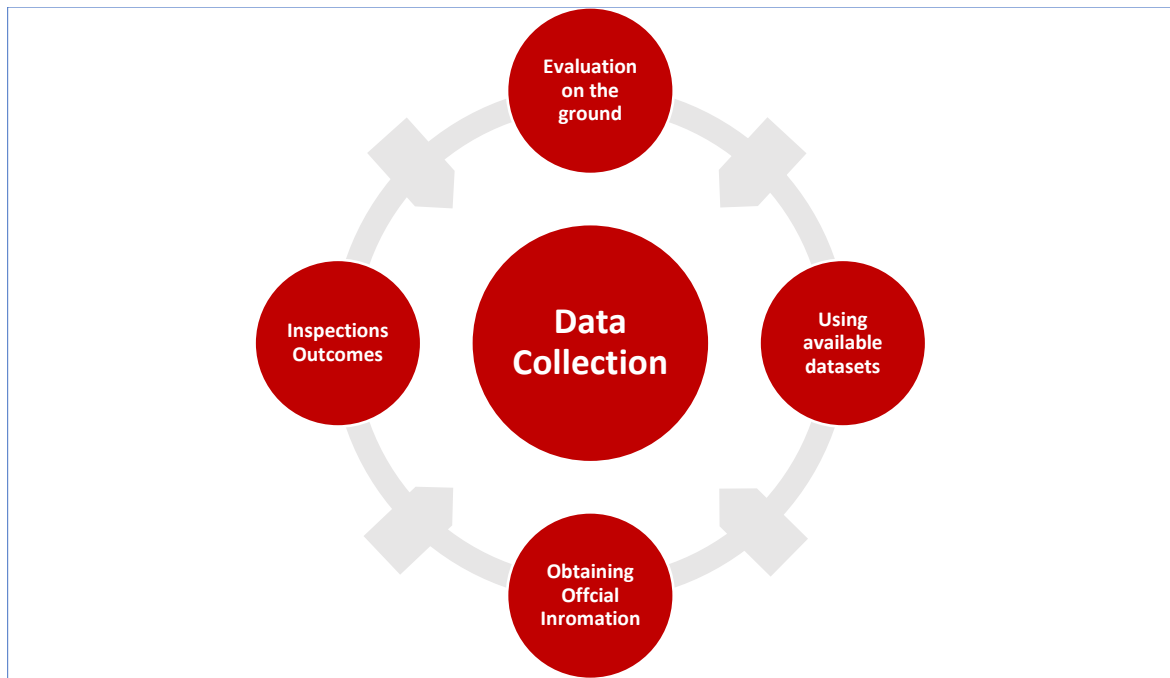 Evaluation
on the
ground
Inspections
Outcomes
Data
Collection
Using
available
datasets
Obtaining
Offcial
Inromation